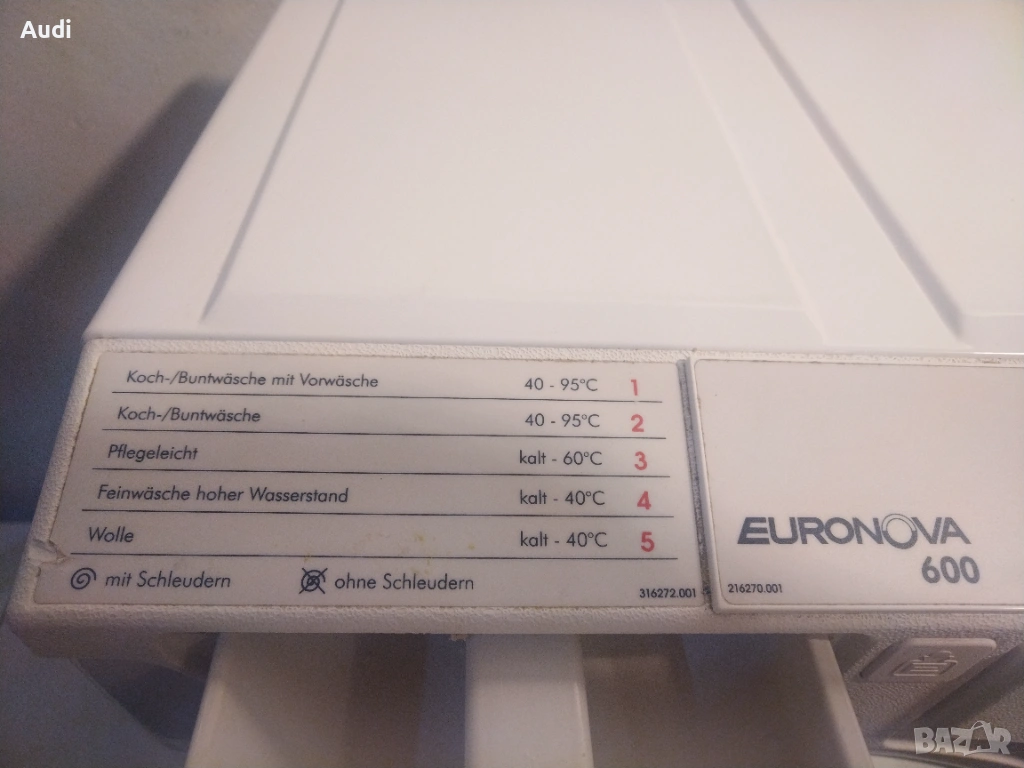 Audi
Koch-/Buntwäsche mit Vorwäsche 40 - 95°C 1
Koch-/Buntwäsche 40 - 95°C 2
Pflegeleicht kalt - 60°C 3
Feinwäsche hoher Wasserstand kalt - 40°C 4
Wolle kalt - 40°C 5
mit Schleudern ohne Schleudern 316272.001
EURONOVA
600
216270.001
BAZAR